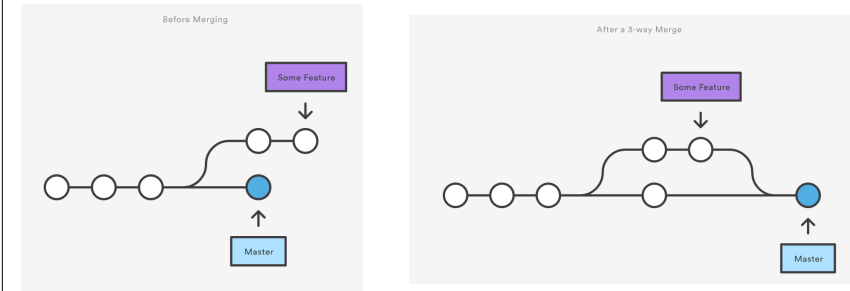 Before Merging
Some Feature
Master
After a 3-way Merge
Some Feature
Master